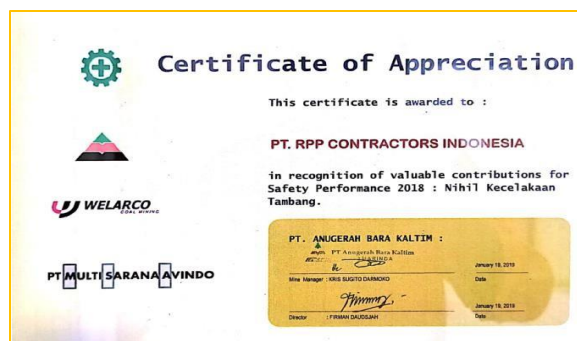 Certificate of Appreciation
This certificate is awarded to :
PT. RPP CONTRACTORS INDONESIA
in recognition of valuable contributions for
Safety Performance 2018 : Nihil Kecelakaan
Tambang.
WELARCO
COAL MINING
PT MULTI SARANA AVINDO
PT. ANUGERAH BARA KALTIM :
PT Anugerah Bara Kaltim
SAMARINDA
January 19, 2019
Mine Manager : KRIS SUGITO DARMOKO
Date
January 19, 2019
Director : FIRMAN DAUDSJAH
Date